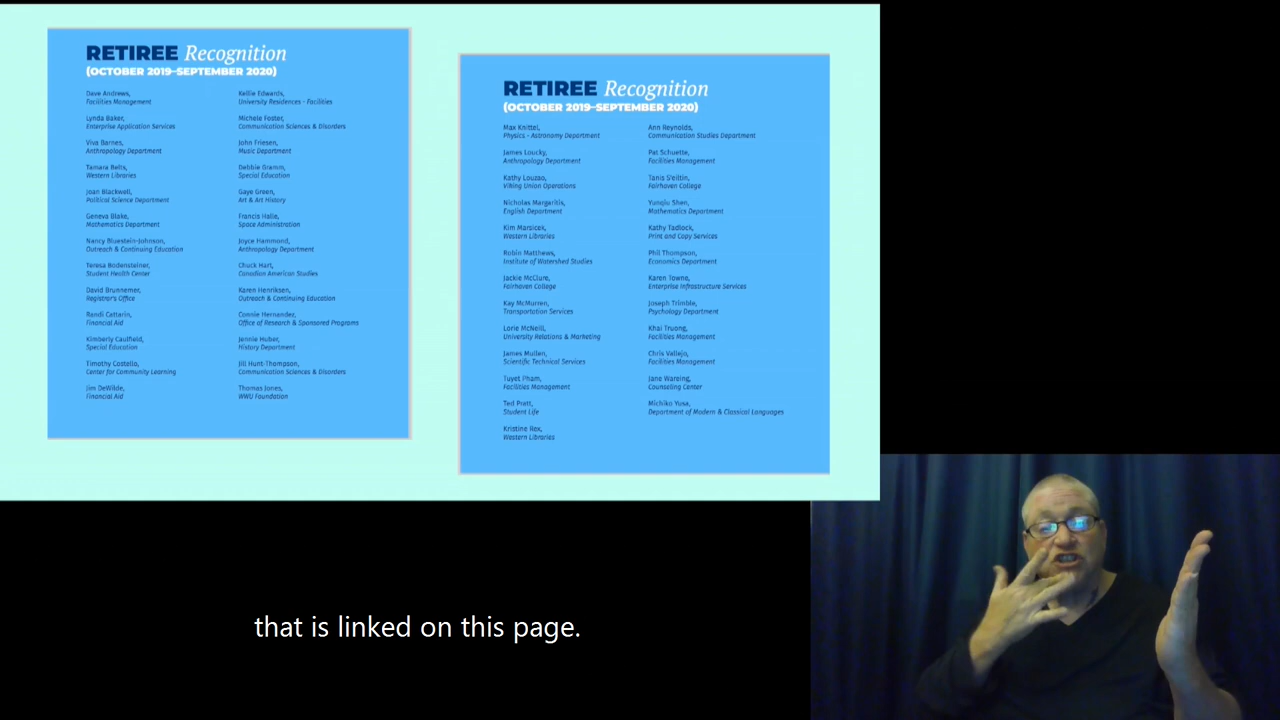 RETIREE Recognition
(OCTOBER 2019–SEPTEMBER 2020)
Dave Andrews,
Facilities Management
Lynda Baker,
Enterprise Application Services
Viva Barnes,
Anthropology Department
Tamara Belts,
Western Libraries
Joan Blackwell,
Political Science Department
Geneva Blake,
Mathematics Department
Nancy Bluestein-Johnson,
Outreach & Continuing Education
Teresa Bodensteiner,
Student Health Center
David Brunnemer,
Registrar's Office
Randi Cattarin,
Financial Aid
Kimberly Caulfield,
Special Education
Timothy Costello,
Center for Community Learning
Jim DeWilde,
Financial Aid
Kellie Edwards,
University Residences - Facilities
Michele Foster,
Communication Sciences & Disorders
John Friesen,
Music Department
Debbie Gramm,
Special Education
Gaye Green,
Art & Art History
Francis Halle,
Space Administration
Joyce Hammond,
Anthropology Department
Chuck Hart,
Canadian American Studies
Karen Henriksen,
Outreach & Continuing Education
Connie Hernandez,
Office of Research & Sponsored Programs
Jennie Huber,
History Department
Jill Hunt-Thompson,
Communication Sciences & Disorders
Thomas Jones,
WWU Foundation
RETIREE Recognition
(OCTOBER 2019–SEPTEMBER 2020)
Max Knittel,
Physics - Astronomy Department
James Loucky,
Anthropology Department
Kathy Louzao,
Viking Union Operations
Nicholas Margaritis,
English Department
Kim Marsicek,
Western Libraries
Robin Matthews,
Institute of Watershed Studies
Jackie McClure,
Fairhaven College
Kay McMurren,
Transportation Services
Lorie McNeill,
University Relations & Marketing
James Mullen,
Scientific Technical Services
Tuyet Pham,
Facilities Management
Ted Pratt,
Student Life
Kristine Rex,
Western Libraries
Ann Reynolds,
Communication Studies Department
Pat Schuette,
Facilities Management
Tanis S'eiltin,
Fairhaven College
Yunqiu Shen,
Mathematics Department
Kathy Tadlock,
Print and Copy Services
Phil Thompson,
Economics Department
Karen Towne,
Enterprise Infrastructure Services
Joseph Trimble,
Psychology Department
Khai Truong,
Facilities Management
Chris Vallejo,
Facilities Management
Jane Wareing,
Counseling Center
Michiko Yusa,
Department of Modern & Classical Languages
that is linked on this page.